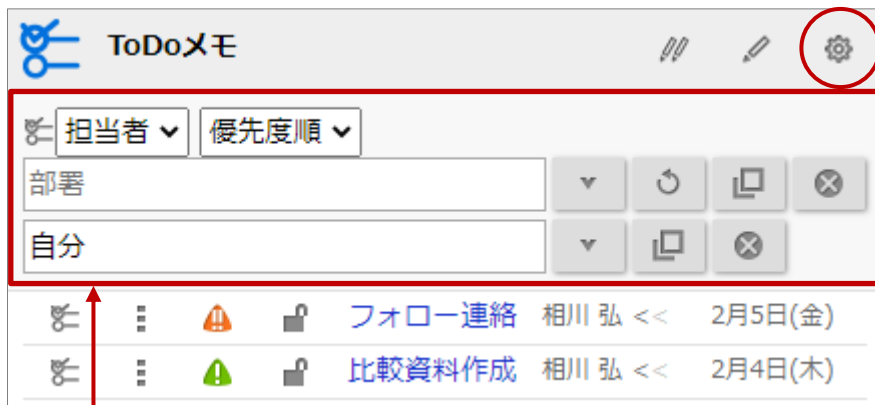 ToDoメモ
担当者 優先度順
部署
自分
フォロー連絡 相川 弘 << 2月5日(金)
比較資料作成 相川 弘 << 2月4日(木)